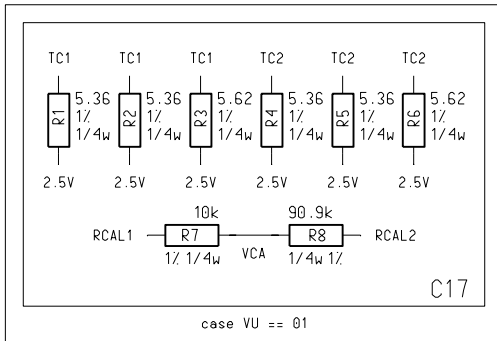 TC1 TC1 TC1 TC2 TC2 TC2
R1 5.36 1% 1/4w
R2 5.36 1% 1/4w
R3 5.62 1% 1/4w
R4 5.36 1% 1/4w
R5 5.36 1% 1/4w
R6 5.62 1% 1/4w
2.5V 2.5V 2.5V 2.5V 2.5V 2.5V
10k 90.9k
RCAL1 R7 R8 RCAL2
1% 1/4w VCA 1/4w 1%
C17
case VU == 01